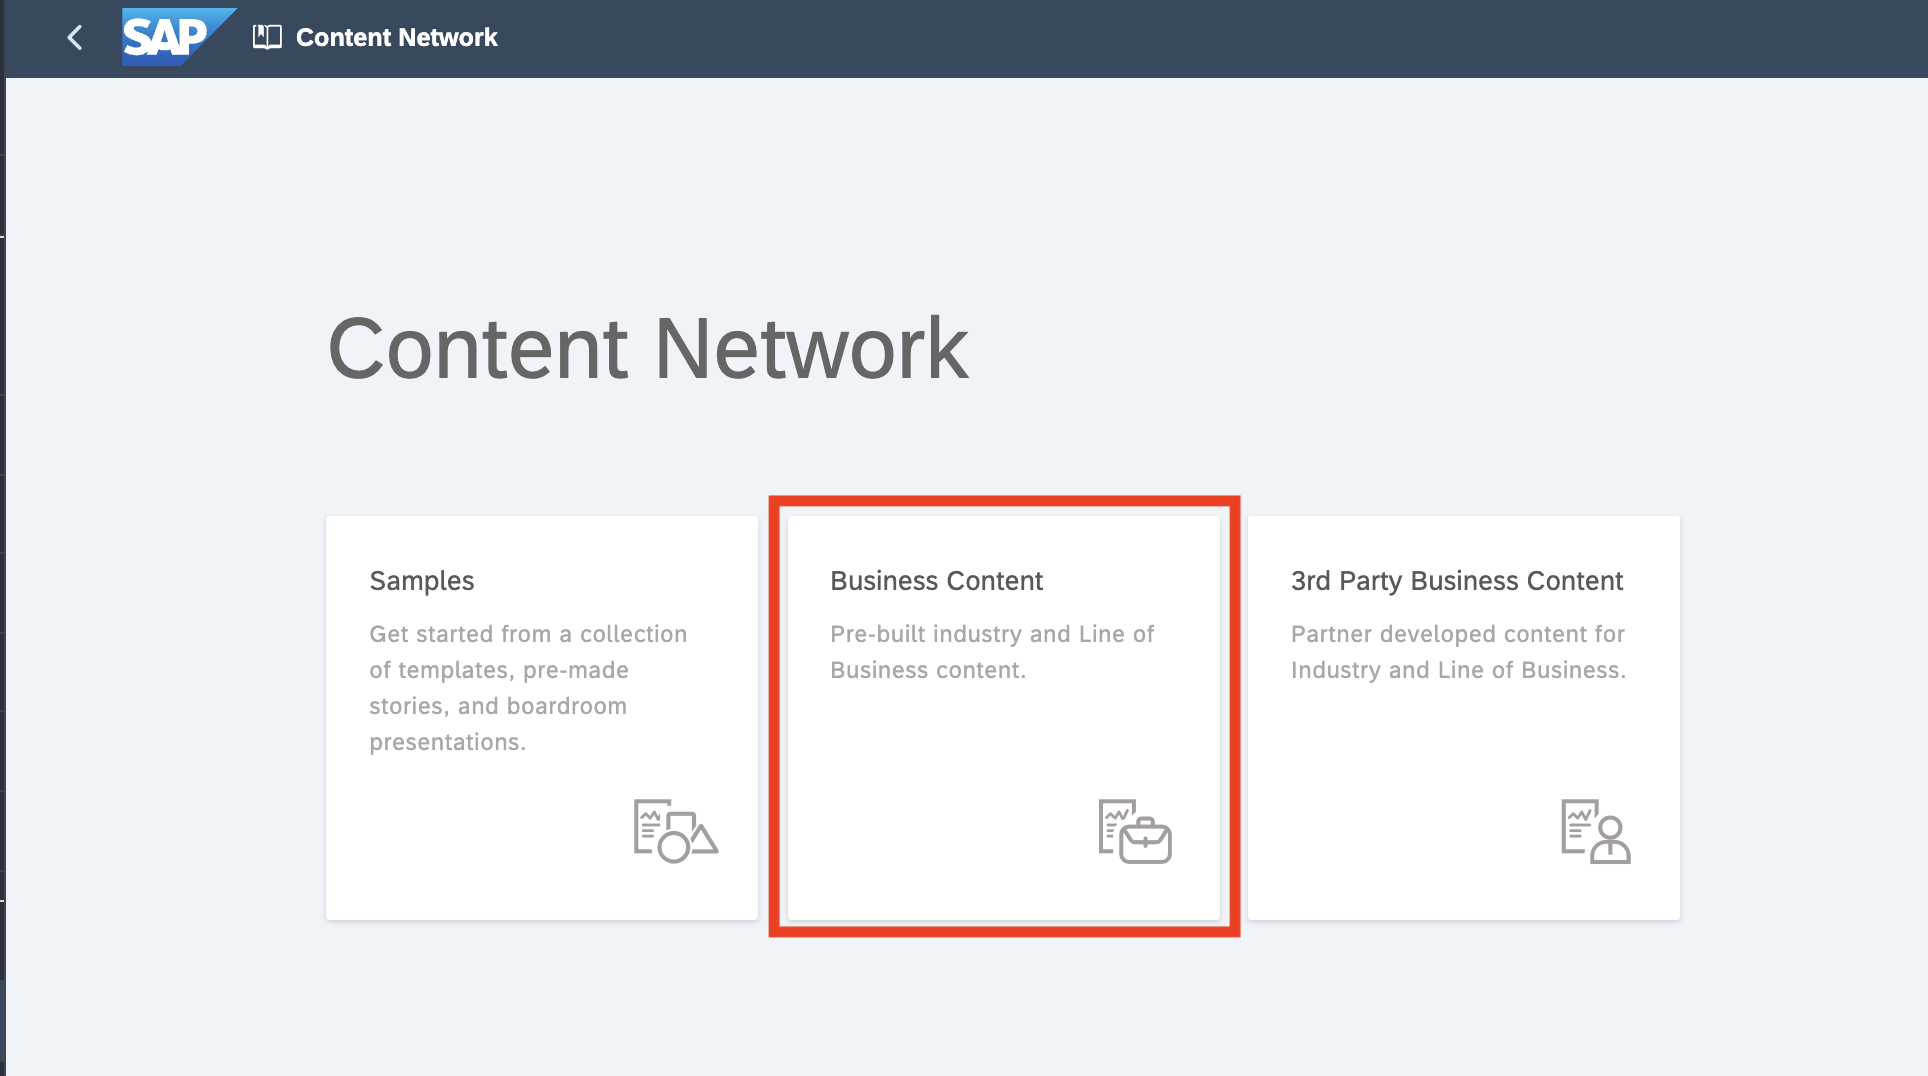 SAP Content Network
Content Network
Samples
Get started from a collection
of templates, pre-made
stories, and boardroom
presentations.
Business Content
Pre-built industry and Line of
Business content.
3rd Party Business Content
Partner developed content for
Industry and Line of Business.